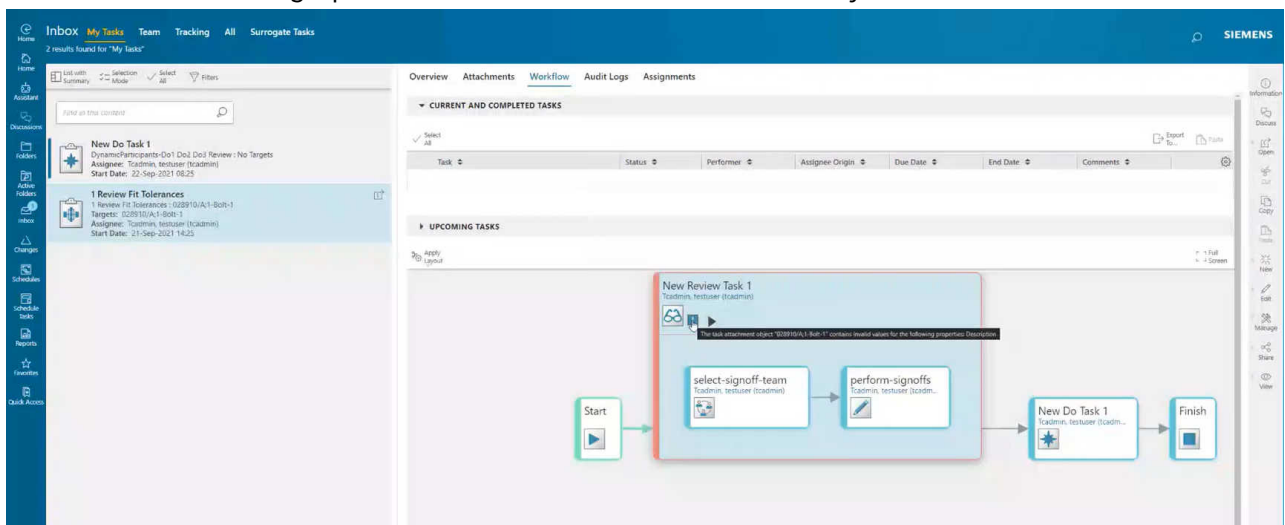 Inbox My Tasks Team Tracking All Surrogate Tasks
2 results found for "My Tasks"
SIEMENS
Home
Home
Assistant
Discussions
Folders
Active Folders
Inbox
Changes
Schedules
Schedule Tasks
Reports
Favorites
Quick Access
List with Summary
Selection Mode
Select All
Filters
Find in this content
New Do Task 1
DynamicParticipants-Do1 Do2 Do3 Review : No Targets
Assignee: Tcadmin, testuser (tcadmin)
Start Date: 22-Sep-2021 08:25
1 Review Fit Tolerances
1 Review Fit Tolerances : 028910/A;1-Bolt-1
Targets: 028910/A;1-Bolt-1
Assignee: Tcadmin, testuser (tcadmin)
Start Date: 21-Sep-2021 14:25
Overview Attachments Workflow Audit Logs Assignments
CURRENT AND COMPLETED TASKS
Select All
Export To...
Paste
Task Status Performer Assignee Origin Due Date End Date Comments
UPCOMING TASKS
Apply Layout
Full Screen
New Review Task 1
Tcadmin, testuser (tcadmin)
The task attachment object "028910/A;1-Bolt-1" contains invalid values for the following properties: Description
select-signoff-team
Tcadmin, testuser (tcadmin)
perform-signoffs
Tcadmin, testuser (tcadm...
Start
New Do Task 1
Tcadmin, testuser (tcadm...
Finish
Information
Discuss
Open
Cut
Copy
Paste
New
Edit
Manage
Share
View